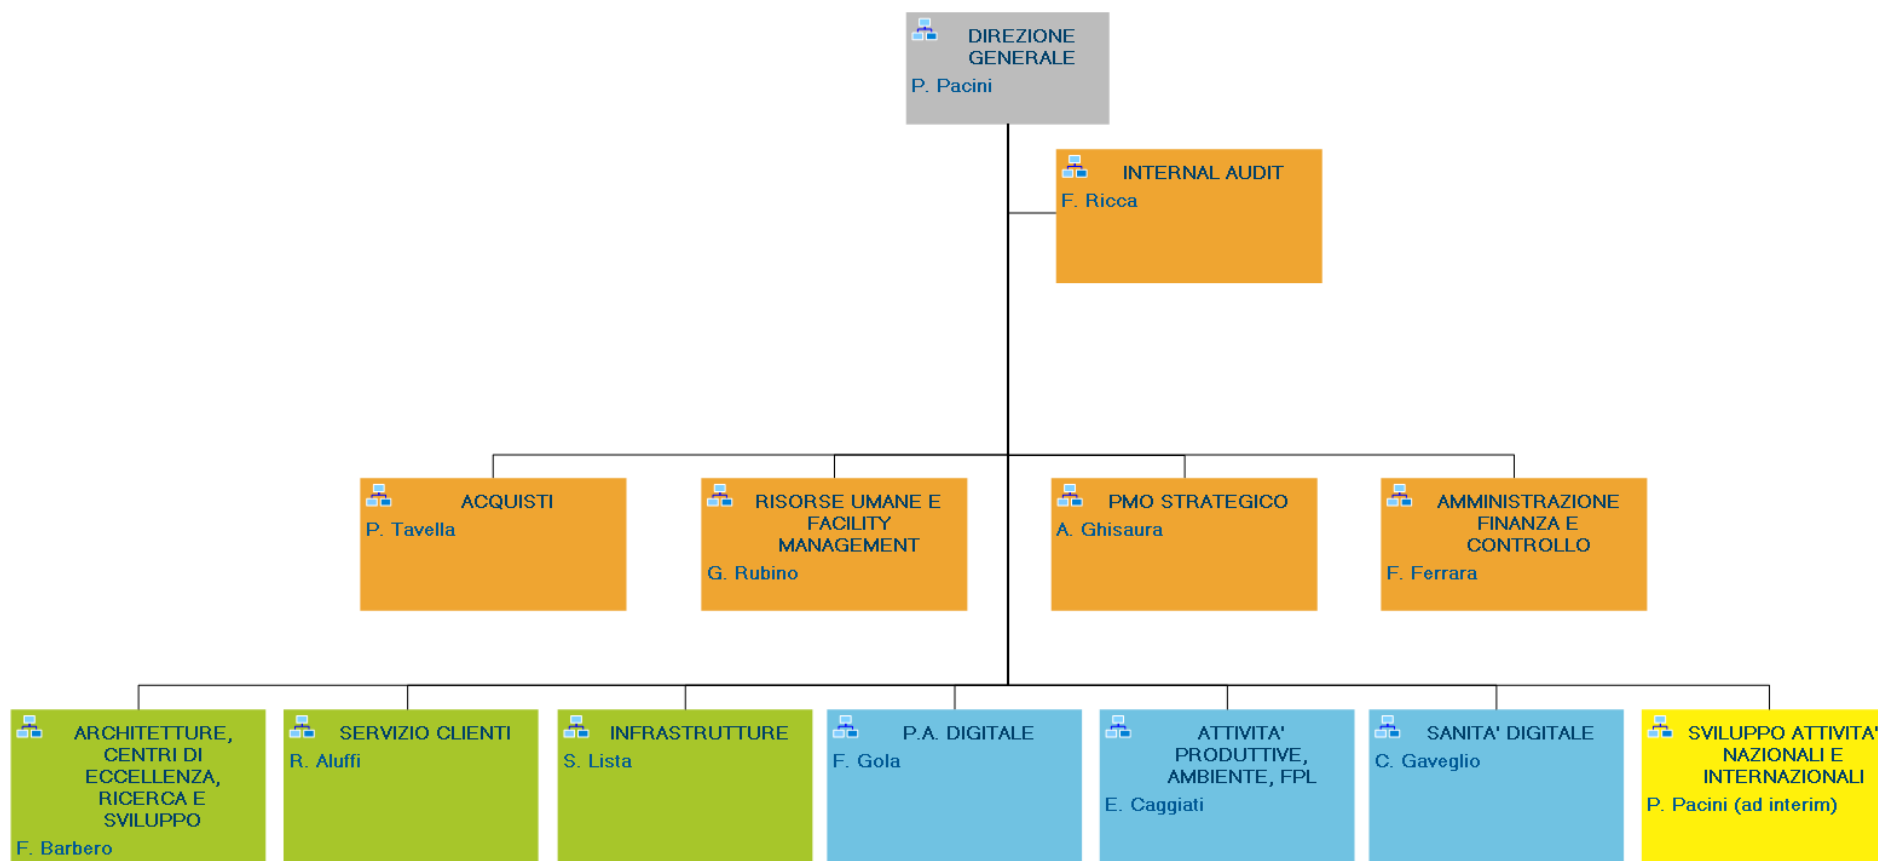 DIREZIONE
GENERALE
P. Pacini
INTERNAL AUDIT
F. Ricca
ACQUISTI
P. Tavella
RISORSE UMANE E
FACILITY
MANAGEMENT
G. Rubino
PMO STRATEGICO
A. Ghisaura
AMMINISTRAZIONE
FINANZA E
CONTROLLO
F. Ferrara
ARCHITETTURE,
CENTRI DI
ECCELLENZA,
RICERCA E
SVILUPPO
F. Barbero
SERVIZIO CLIENTI
R. Aluffi
INFRASTRUTTURE
S. Lista
P.A. DIGITALE
F. Gola
ATTIVITA'
PRODUTTIVE,
AMBIENTE, FPL
E. Caggiati
SANITA' DIGITALE
C. Gaveglio
SVILUPPO ATTIVITA'
NAZIONALI E
INTERNAZIONALI
P. Pacini (ad interim)